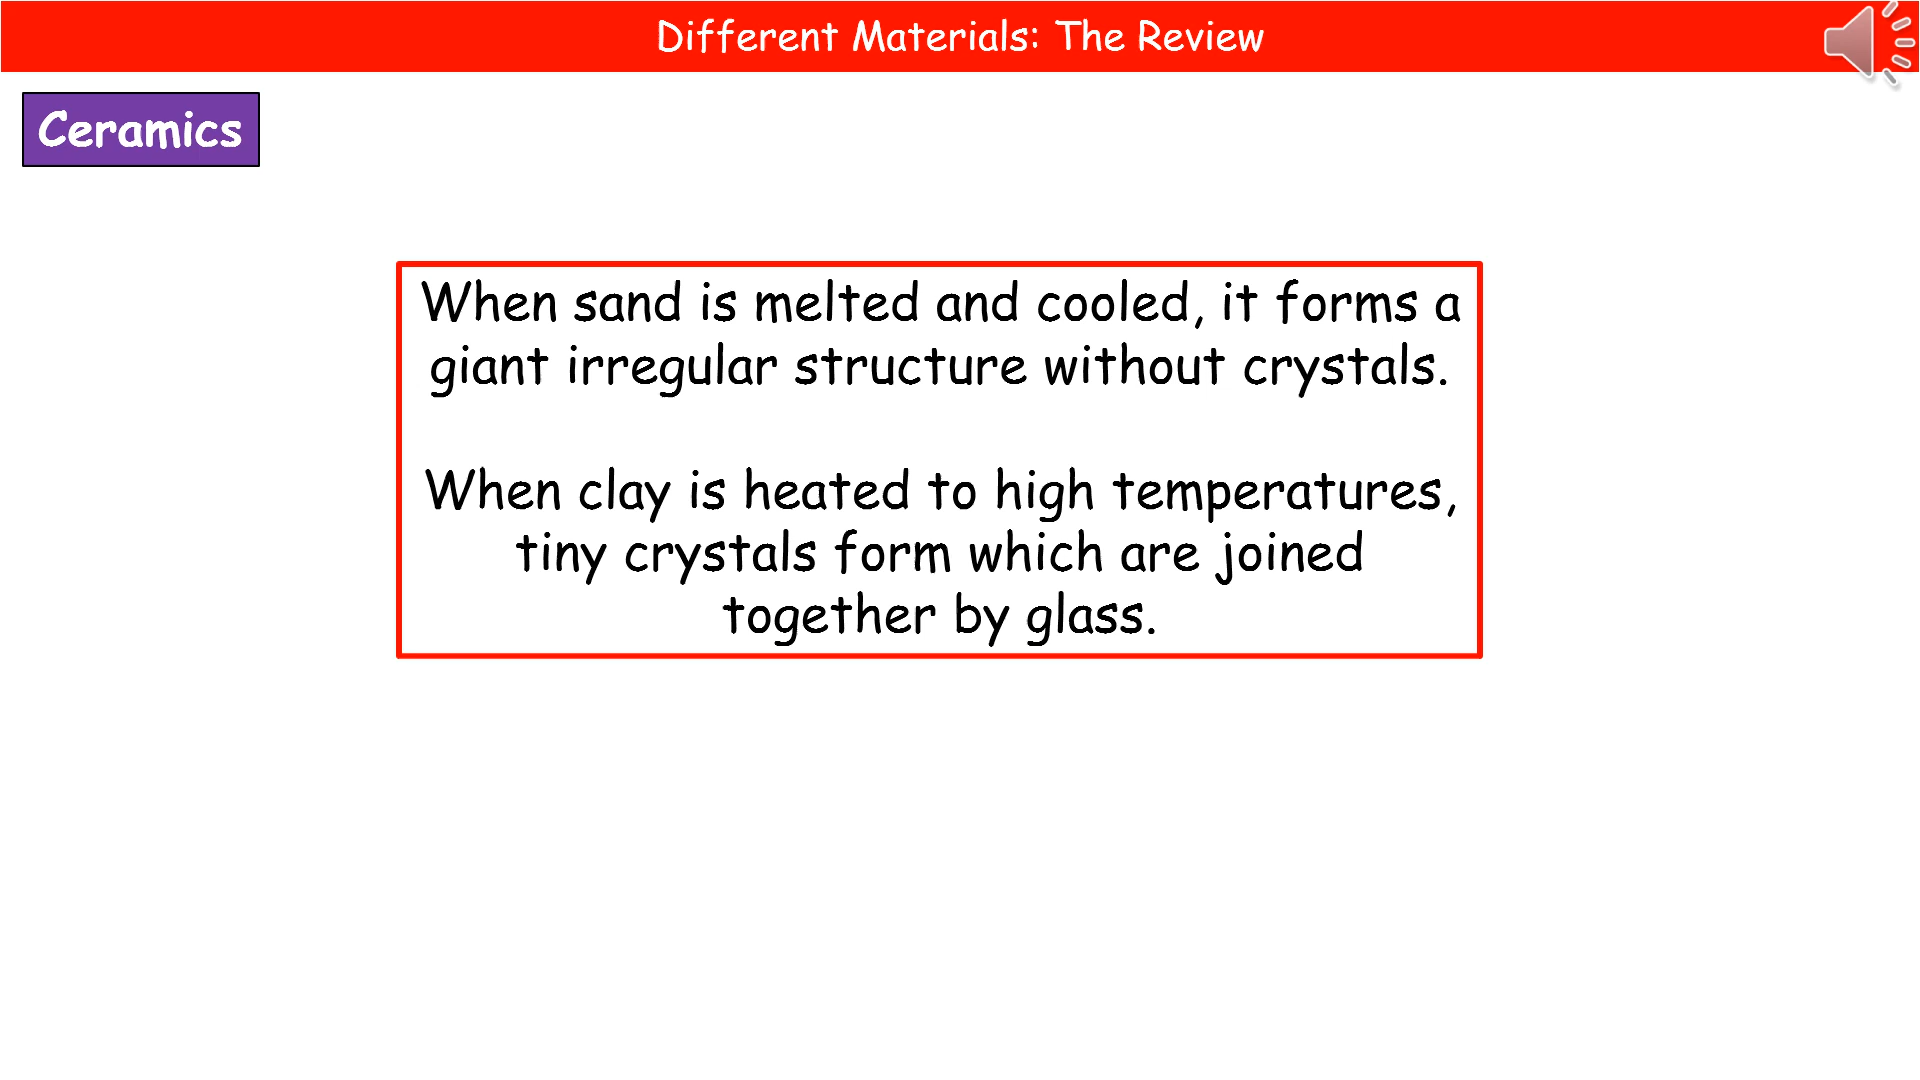 Different Materials: The Review
Ceramics
When sand is melted and cooled, it forms a
giant irregular structure without crystals.
When clay is heated to high temperatures,
tiny crystals form which are joined
together by glass.